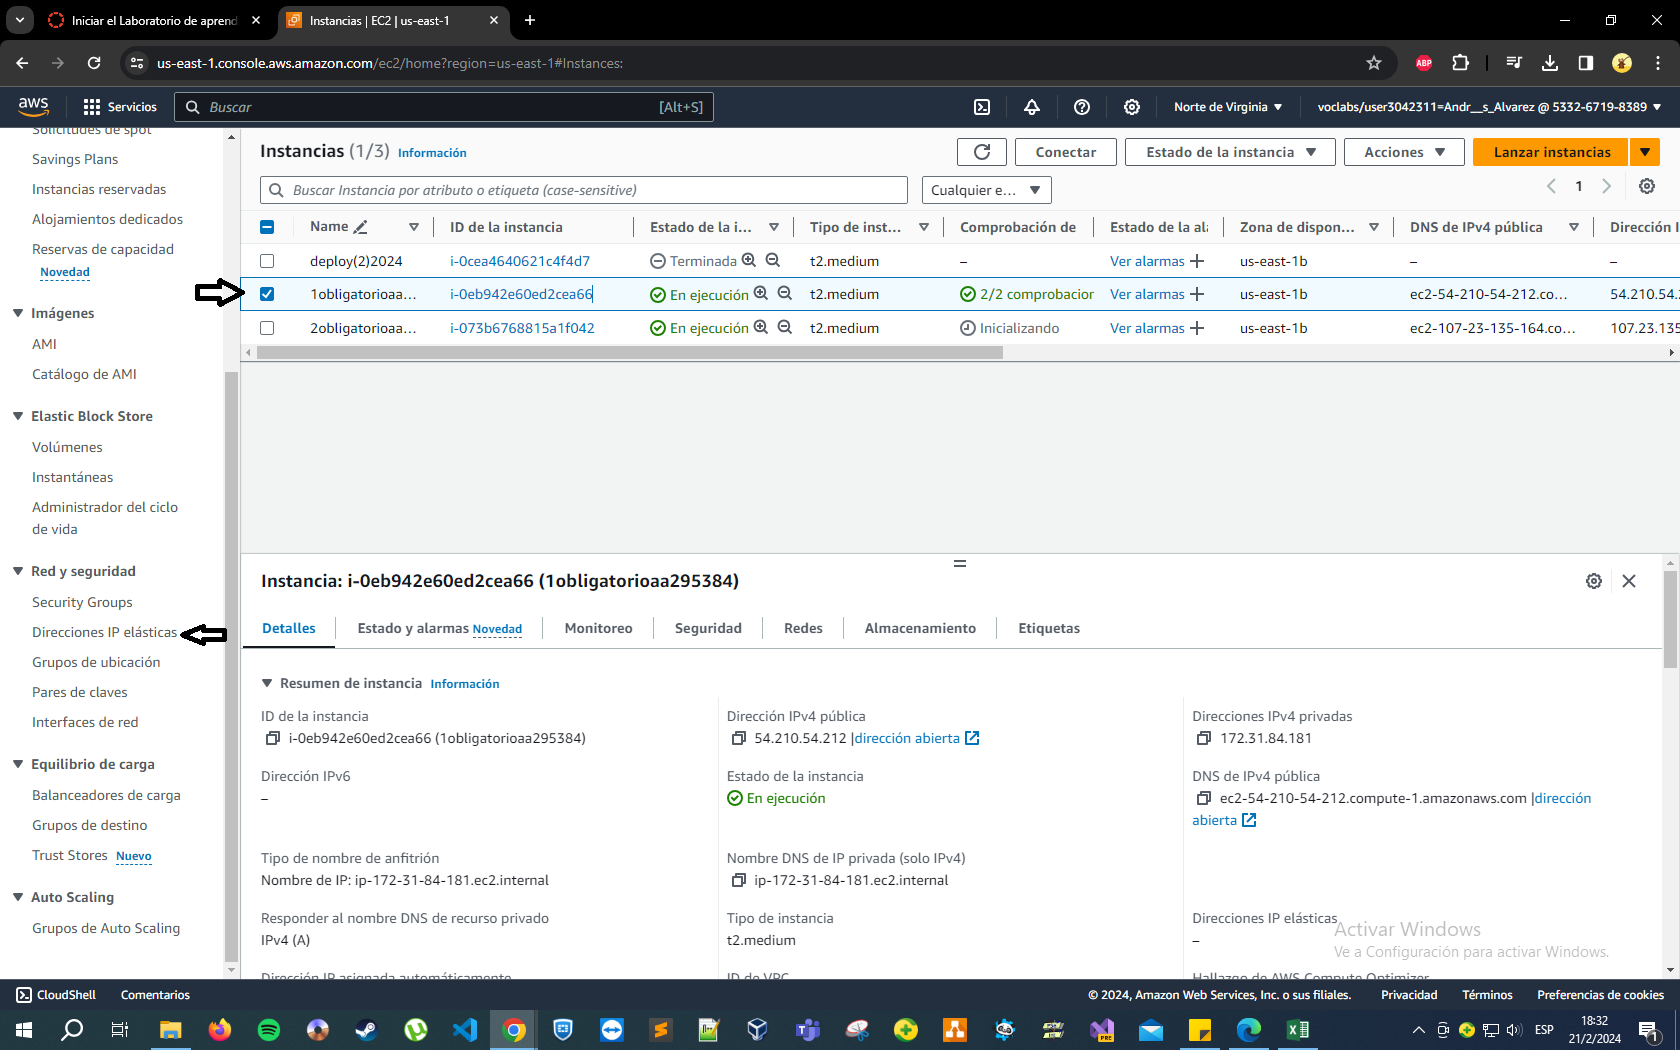 Iniciar el Laboratorio de aprend
Instancias | EC2 | us-east-1
us-east-1.console.aws.amazon.com/ec2/home?region=us-east-1#Instances:
ABP
aws
Servicios
Buscar
[Alt+S]
Norte de Virginia
voclabs/user3042311=Andr__s_Alvarez @ 5332-6719-8389
Solicitudes de spot
Savings Plans
Instancias reservadas
Alojamientos dedicados
Reservas de capacidad
Novedad
Imágenes
AMI
Catálogo de AMI
Elastic Block Store
Volúmenes
Instantáneas
Administrador del ciclo
de vida
Red y seguridad
Security Groups
Direcciones IP elásticas
Grupos de ubicación
Pares de claves
Interfaces de red
Equilibrio de carga
Balanceadores de carga
Grupos de destino
Trust Stores Nuevo
Auto Scaling
Grupos de Auto Scaling
Instancias (1/3) Información
Conectar
Estado de la instancia
Acciones
Lanzar instancias
Buscar Instancia por atributo o etiqueta (case-sensitive)
Cualquier e...
1
Name ID de la instancia Estado de la i... Tipo de inst... Comprobación de Estado de la ala Zona de dispon... DNS de IPv4 pública Dirección I
deploy(2)2024 i-0cea4640621c4f4d7 Terminada t2.medium – Ver alarmas us-east-1b – –
1obligatorioaa... i-0eb942e60ed2cea66 En ejecución t2.medium 2/2 comprobacior Ver alarmas us-east-1b ec2-54-210-54-212.co... 54.210.54.
2obligatorioaa... i-073b6768815a1f042 En ejecución t2.medium Inicializando Ver alarmas us-east-1b ec2-107-23-135-164.co... 107.23.135
Instancia: i-0eb942e60ed2cea66 (1obligatorioaa295384)
Detalles
Estado y alarmas Novedad
Monitoreo
Seguridad
Redes
Almacenamiento
Etiquetas
Resumen de instancia Información
ID de la instancia
i-0eb942e60ed2cea66 (1obligatorioaa295384)
Dirección IPv4 pública
54.210.54.212 |dirección abierta
Direcciones IPv4 privadas
172.31.84.181
Dirección IPv6
–
Estado de la instancia
En ejecución
DNS de IPv4 pública
ec2-54-210-54-212.compute-1.amazonaws.com |dirección
abierta
Tipo de nombre de anfitrión
Nombre de IP: ip-172-31-84-181.ec2.internal
Nombre DNS de IP privada (solo IPv4)
ip-172-31-84-181.ec2.internal
Responder al nombre DNS de recurso privado
IPv4 (A)
Tipo de instancia
t2.medium
Direcciones IP elásticas
–
Dirección IP asignada automáticamente
ID de VPC
Hallazgo de AWS Compute Optimizer
Activar Windows
Ve a Configuración para activar Windows.
CloudShell
Comentarios
© 2024, Amazon Web Services, Inc. o sus filiales.
Privacidad
Términos
Preferencias de cookies
PRE
ESP
18:32
21/2/2024
1